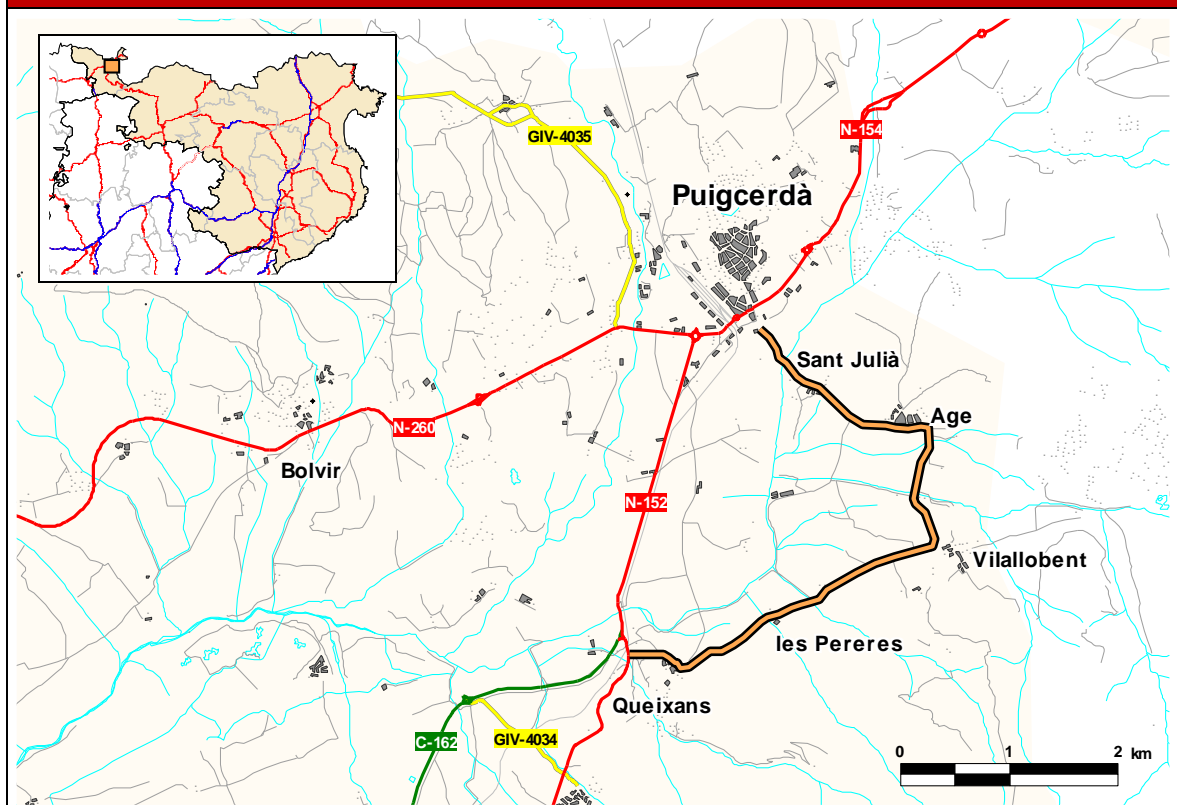 GIV-4035
N-154
Puigcerdà
Sant Julià
Age
N-260
Bolvir
N-152
Vilallobent
les Pereres
Queixans
C-162
GIV-4034
0 1 2 km